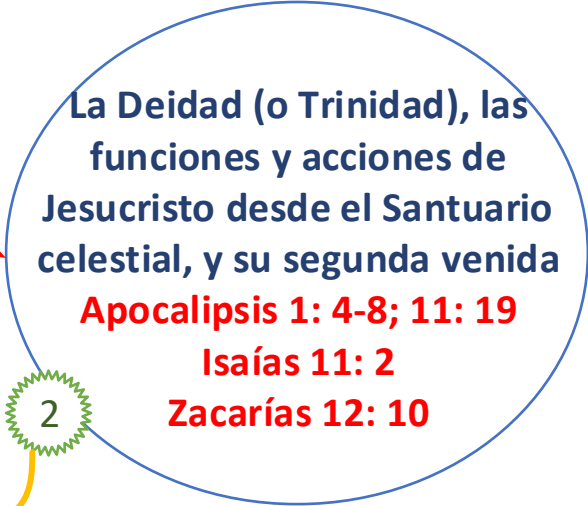 La Deidad (o Trinidad), las
funciones y acciones de
Jesucristo desde el Santuario
celestial, y su segunda venida
Apocalipsis 1: 4-8; 11: 19
Isaías 11: 2
Zacarías 12: 10
2